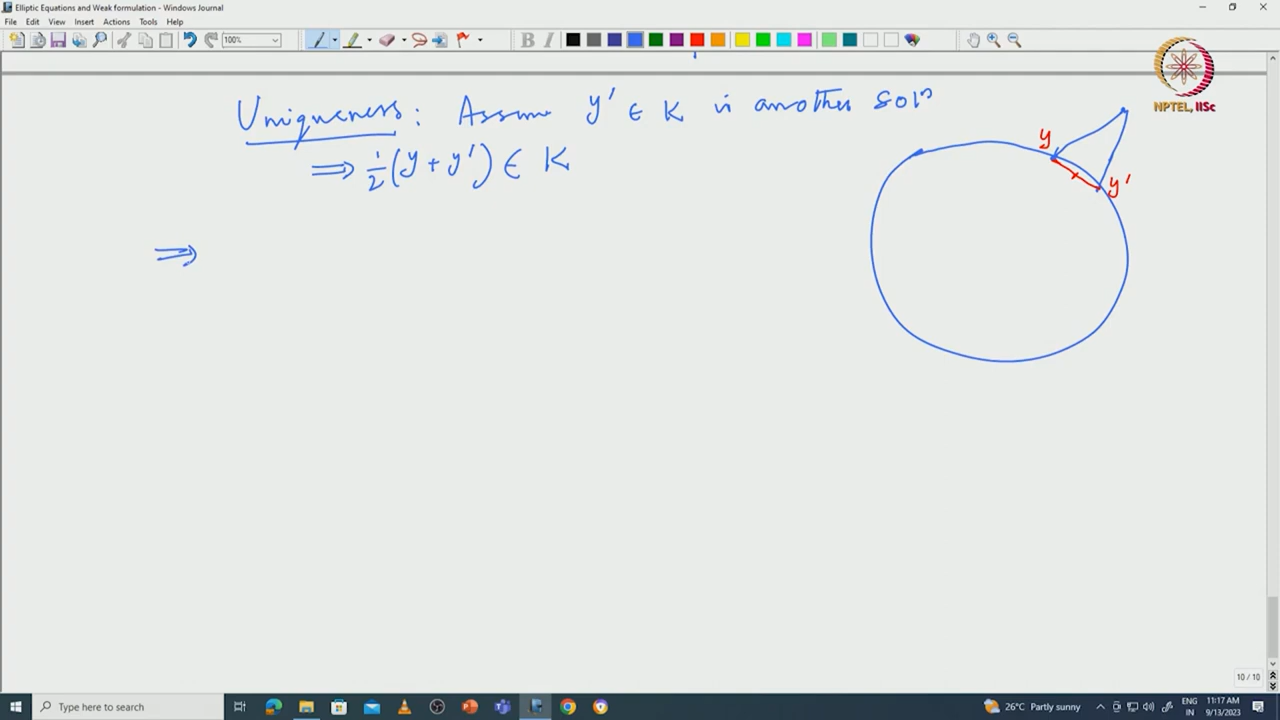 Elliptic Equations and Weak formulation - Windows Journal
File Edit View Insert Actions Tools Help
100%
B I
NPTEL, IISc
Uniqueness : Assume y' ∈ K is another solⁿ
⟹ 1/2 (y + y') ∈ K
y
y'
⟹
10 / 10
Type here to search
26°C Partly sunny
ENG
IN
11:17 AM
9/13/2023